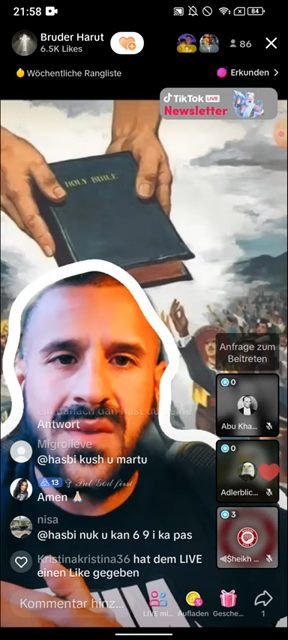 21:58
84
Bruder Harut
6.5K Likes
86
Wöchentliche Rangliste
Erkunden >
TikTok LIVE
Newsletter
HOLY BIBLE
Anfrage zum
Beitreten
0
Abu Kha...
0
Adlerblic...
3
Sheikh ...
Antwort
Migrolleve
@hasbi kush u martu
13
Amen 🙏
nisa
@hasbi nuk u kan 6 9 i ka pas
Kristinakristina36 hat dem LIVE
einen Like gegeben
Kommentar hinz...
LIVE mi...
Aufladen
Gesche...
1